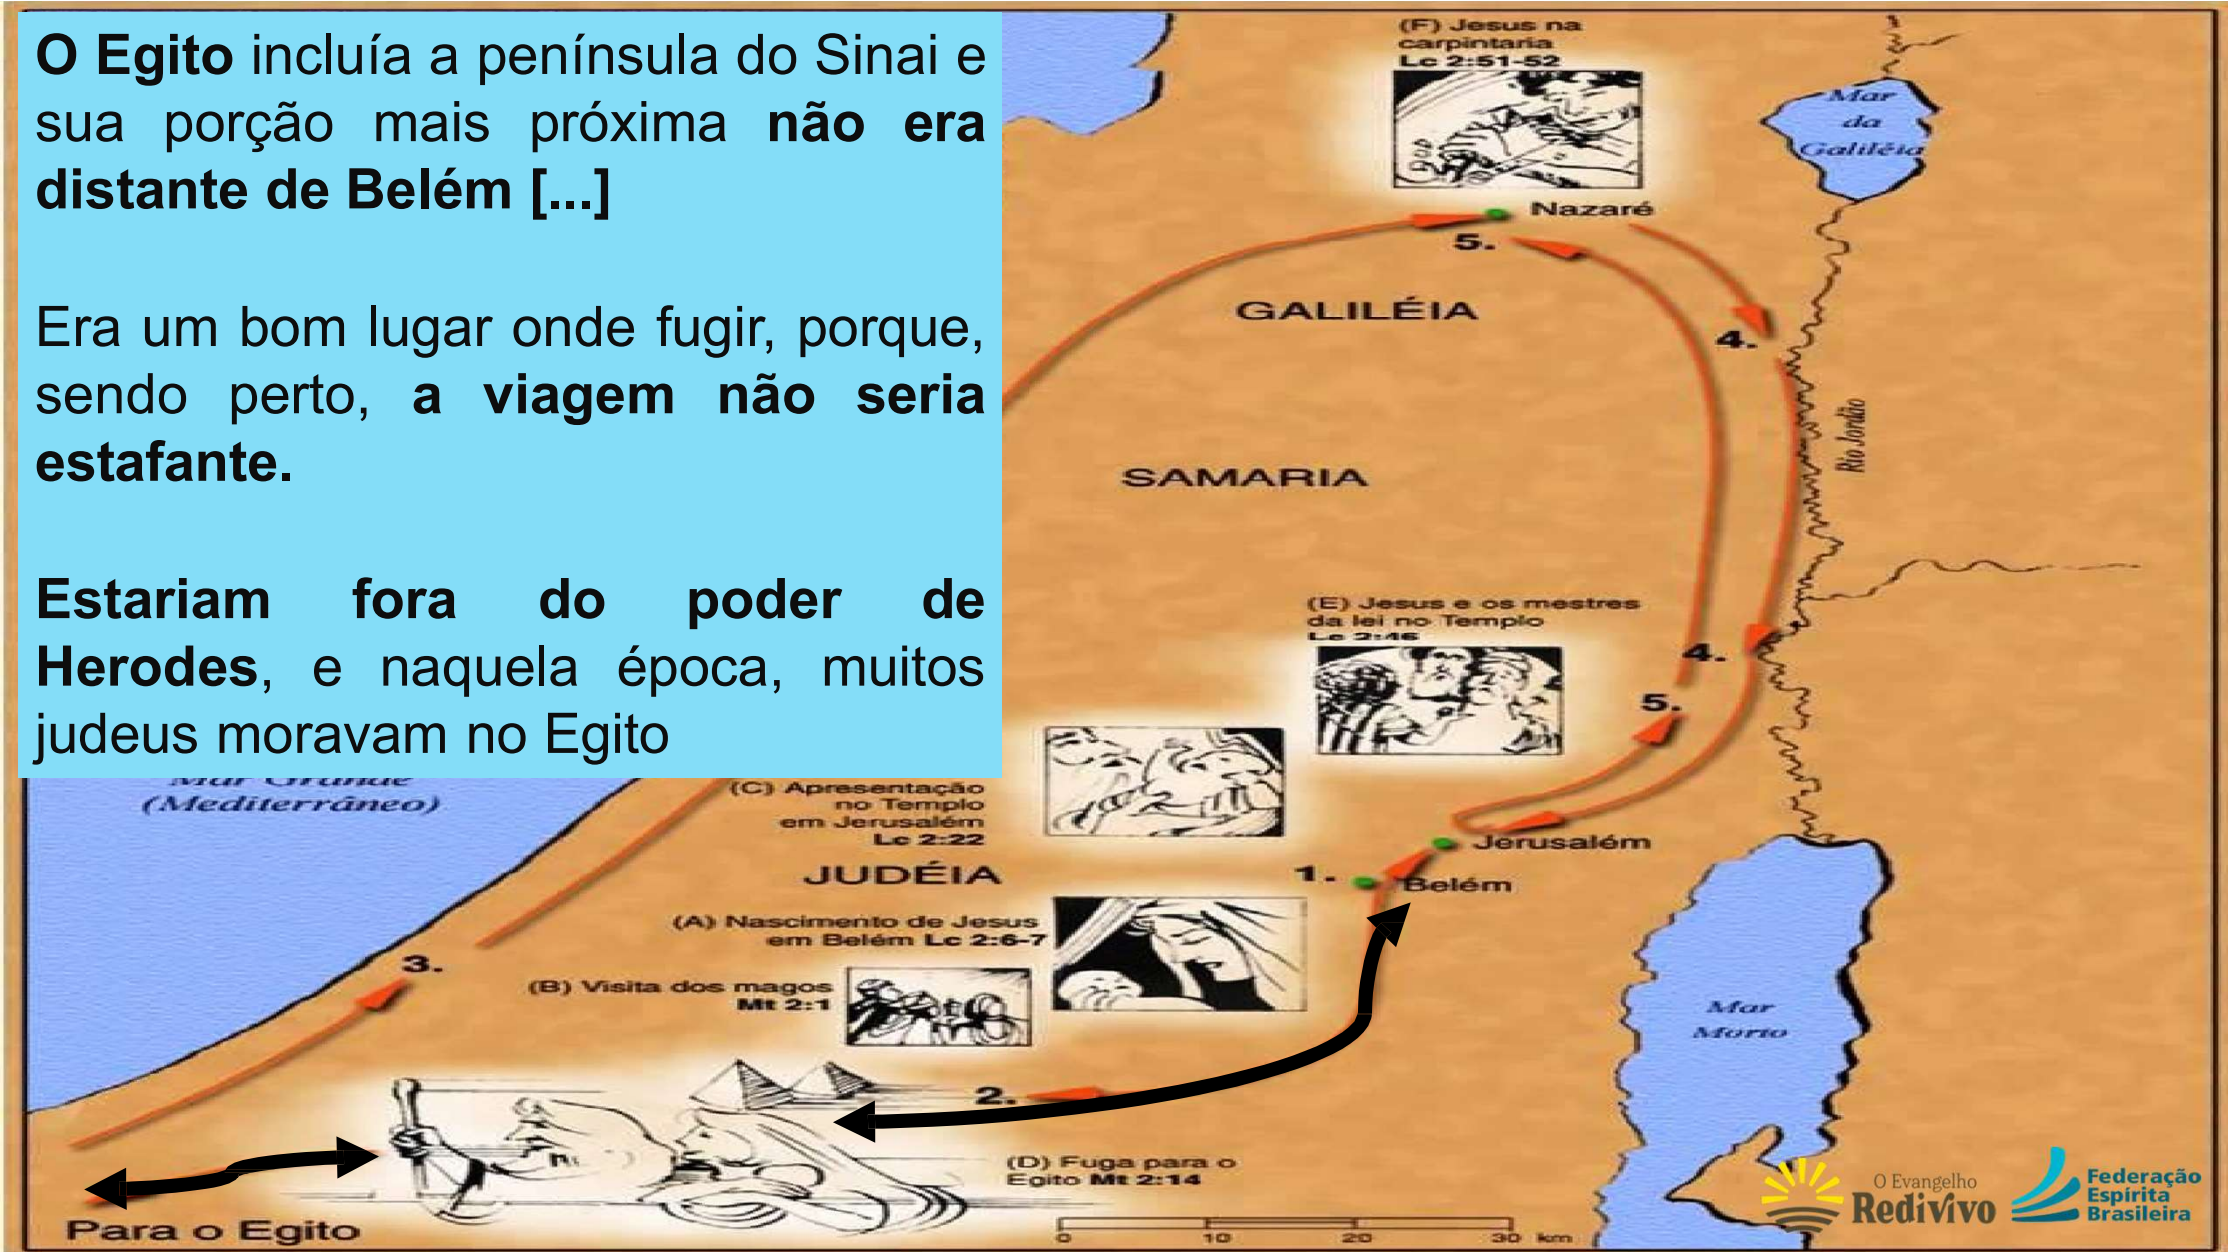 O Egito incluía a península do Sinai e
sua porção mais próxima não era
distante de Belém [...]
Era um bom lugar onde fugir, porque,
sendo perto, a viagem não seria
estafante.
Estariam fora do poder de
Herodes, e naquela época, muitos
judeus moravam no Egito
(F) Jesus na
carpintaria
Lc 2:51-52
Mar
da
Galiléia
Nazaré
5.
GALILÉIA
4.
Rio Jordão
SAMARIA
(E) Jesus e os mestres
da lei no Templo
Lc 2:46
4.
5.
Mar Grande
(Mediterrâneo)
(C) Apresentação
no Templo
em Jerusalém
Lc 2:22
Jerusalém
JUDÉIA
1.
Belém
(A) Nascimento de Jesus
em Belém Lc 2:6-7
3.
(B) Visita dos magos
Mt 2:1
Mar
Morto
2.
(D) Fuga para o
Egito Mt 2:14
Para o Egito
0 10 20 30 km
O Evangelho
Redivivo
Federação
Espírita
Brasileira